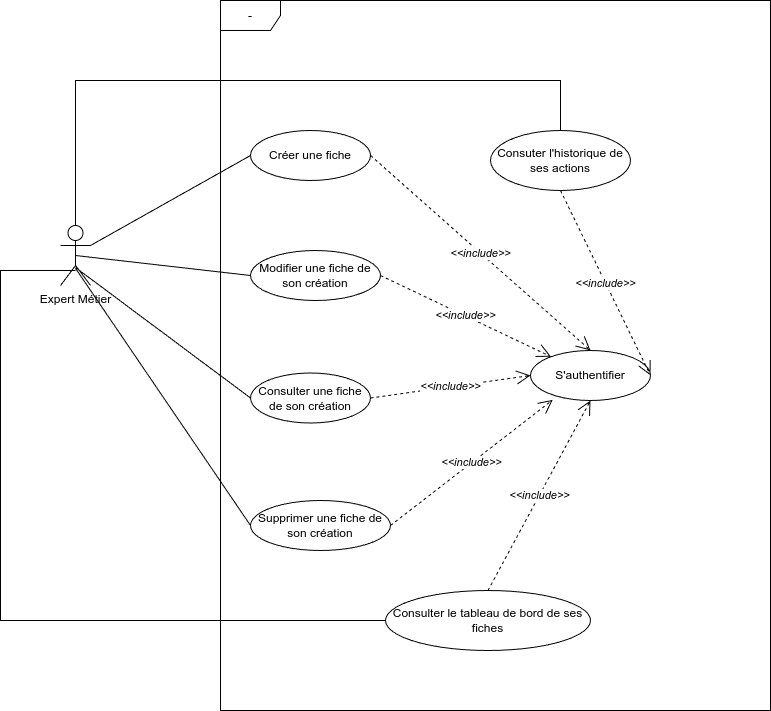 -
Créer une fiche
Consuter l'historique de
ses actions
<<include>>
Modifier une fiche de
son création
<<include>>
Expert Métier
<<include>>
S'authentifier
Consulter une fiche
de son création
<<include>>
<<include>>
Supprimer une fiche de
son création
<<include>>
Consulter le tableau de bord de ses
fiches